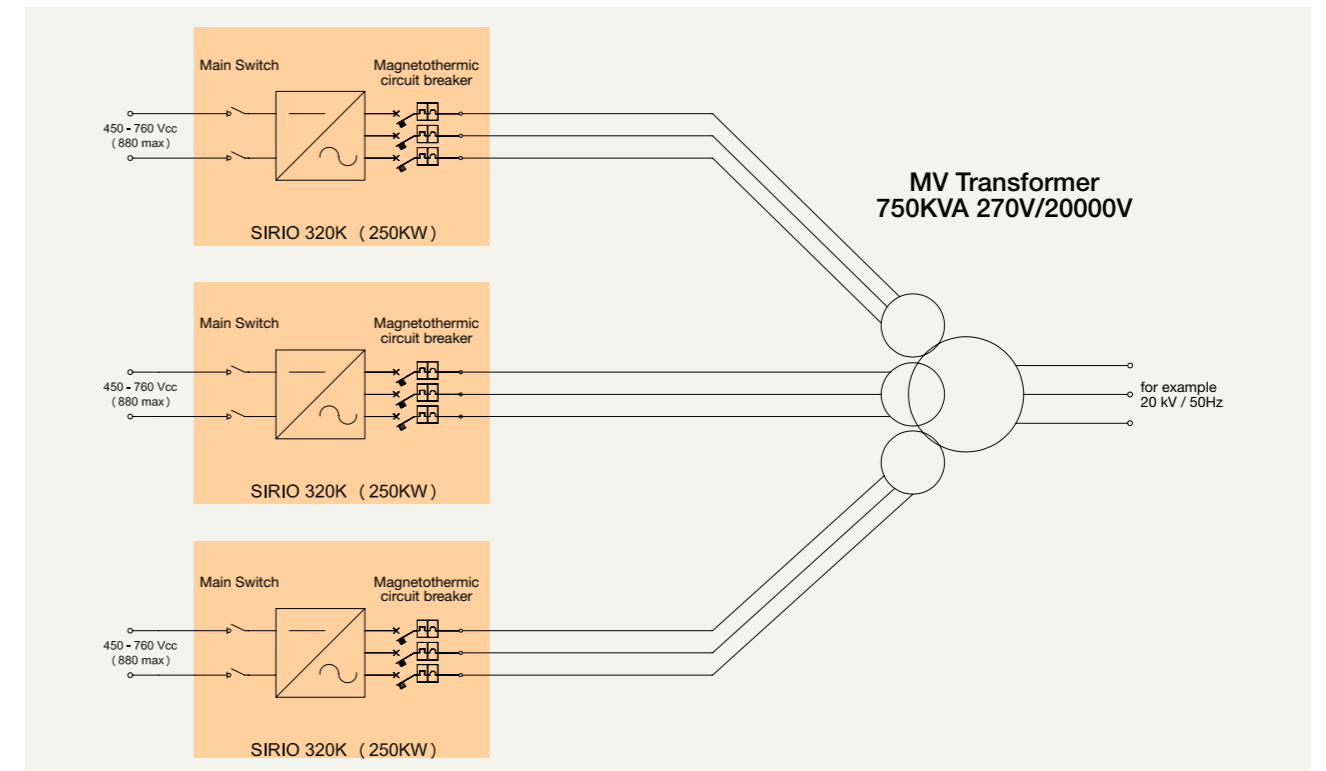 Main Switch
Magnetothermic
circuit breaker
450 - 760 Vcc
( 880 max )
SIRIO 320K ( 250KW )
MV Transformer
750KVA 270V/20000V
Main Switch
Magnetothermic
circuit breaker
450 - 760 Vcc
( 880 max )
SIRIO 320K ( 250KW )
for example
20 kV / 50Hz
Main Switch
Magnetothermic
circuit breaker
450 - 760 Vcc
( 880 max )
SIRIO 320K ( 250KW )